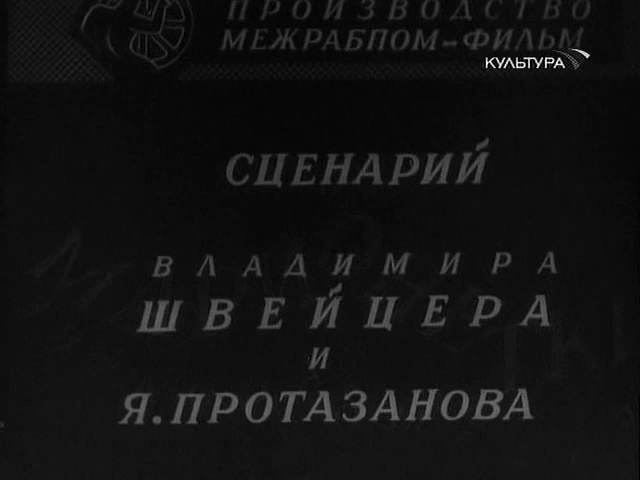 ПРОИЗВОДСТВО
МЕЖРАБПОМ-ФИЛЬМ
КУЛЬТУРА
СЦЕНАРИЙ
ВЛАДИМИРА
ШВЕЙЦЕРА
И
Я. ПРОТАЗАНОВА